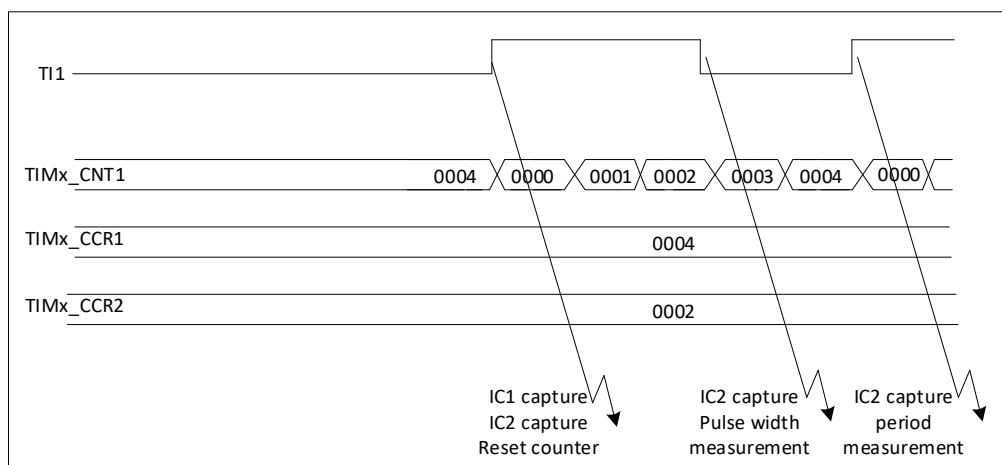 TI1
TIMx_CNT1
0004 0000 0001 0002 0003 0004 0000
TIMx_CCR1
0004
TIMx_CCR2
0002
IC1 capture
IC2 capture
Reset counter
IC2 capture
Pulse width
measurement
IC2 capture
period
measurement